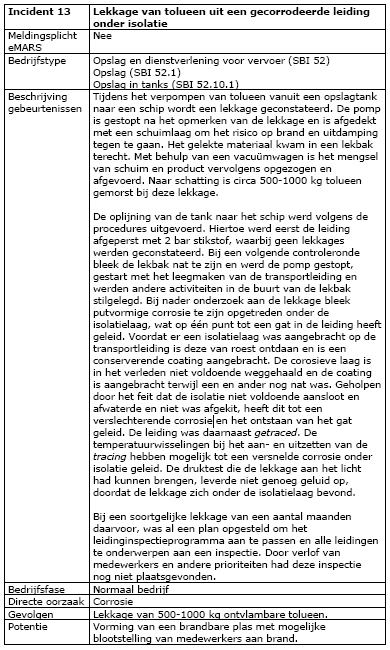 Incident 13
Lekkage van tolueen uit een gecorrodeerde leiding
onder isolatie
Meldingsplicht
eMARS
Nee
Bedrijfstype
Opslag en dienstverlening voor vervoer (SBI 52)
Opslag (SBI 52.1)
Opslag in tanks (SBI 52.10.1)
Beschrijving
gebeurtenissen
Tijdens het verpompen van tolueen vanuit een opslagtank
naar een schip wordt een lekkage geconstateerd. De pomp
is gestopt na het opmerken van de lekkage en is afgedekt
met een schuimlaag om het risico op brand en uitdamping
tegen te gaan. Het gelekte materiaal kwam in een lekbak
terecht. Met behulp van een vacuümwagen is het mengsel
van schuim en product vervolgens opgezogen en
afgevoerd. Naar schatting is circa 500-1000 kg tolueen
gemorst bij deze lekkage.
De oplijning van de tank naar het schip werd volgens de
procedures uitgevoerd. Hiertoe werd eerst de leiding
afgeperst met 2 bar stikstof, waarbij geen lekkages
werden geconstateerd. Bij een volgende controleronde
bleek de lekbak nat te zijn en werd de pomp gestopt,
gestart met het leegmaken van de transportleiding en
werden andere activiteiten in de buurt van de lekbak
stilgelegd. Bij nader onderzoek aan de lekkage bleek
putvormige corrosie te zijn opgetreden onder de
isolatielaag, wat op één punt tot een gat in de leiding heeft
geleid. Voordat er een isolatielaag was aangebracht op de
transportleiding is deze van roest ontdaan en is een
conserverende coating aangebracht. De corrosieve laag is
in het verleden niet voldoende weggehaald en de coating
is aangebracht terwijl een en ander nog nat was. Geholpen
door het feit dat de isolatie niet voldoende aansloot en
afwaterde en niet was afgekit, heeft dit tot een
verslechterende corrosie en het ontstaan van het gat
geleid. De leiding was daarnaast getraced. De
temperatuurwisselingen bij het aan- en uitzetten van de
tracing hebben mogelijk tot een versnelde corrosie onder
isolatie geleid. De druktest die de lekkage aan het licht
had kunnen brengen, leverde niet genoeg geluid op,
doordat de lekkage zich onder de isolatielaag bevond.
Bij een soortgelijke lekkage van een aantal maanden
daarvoor, was al een plan opgesteld om het
leidinginspectieprogramma aan te passen en alle leidingen
te onderwerpen aan een inspectie. Door verlof van
medewerkers en andere prioriteiten had deze inspectie
nog niet plaatsgevonden.
Bedrijfsfase
Normaal bedrijf
Directe oorzaak
Corrosie
Gevolgen
Lekkage van 500-1000 kg ontvlambare tolueen.
Potentie
Vorming van een brandbare plas met mogelijke
blootstelling van medewerkers aan brand.